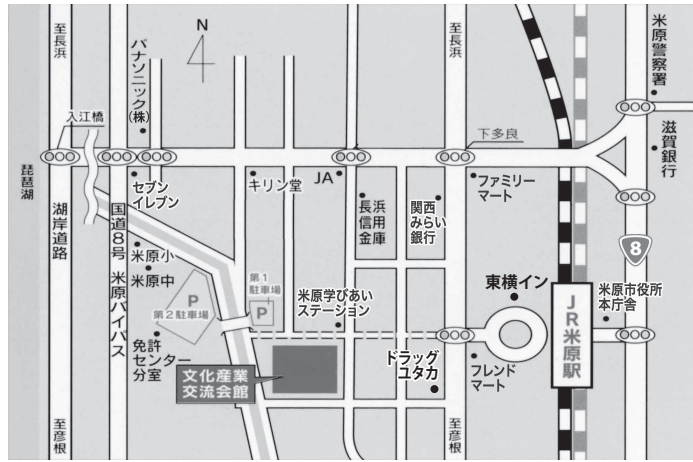 至長浜
パナソニック
(株)
N
至長浜
米原警察署
入江橋
下多良
滋賀銀行
琵琶湖
セブン
イレブン
キリン堂
JA
長浜
信用
金庫
関西
みらい
銀行
ファミリー
マート
湖岸道路
国道8号 米原バイパス
8
米原小
米原中
第1
駐車場
P
P
第2駐車場
米原学びあい
ステーション
東横イン
JR米原駅
米原市役所
本庁舎
免許
センター
分室
文化産業
交流会館
ドラッグ
ユタカ
フレンド
マート
至彦根
至彦根